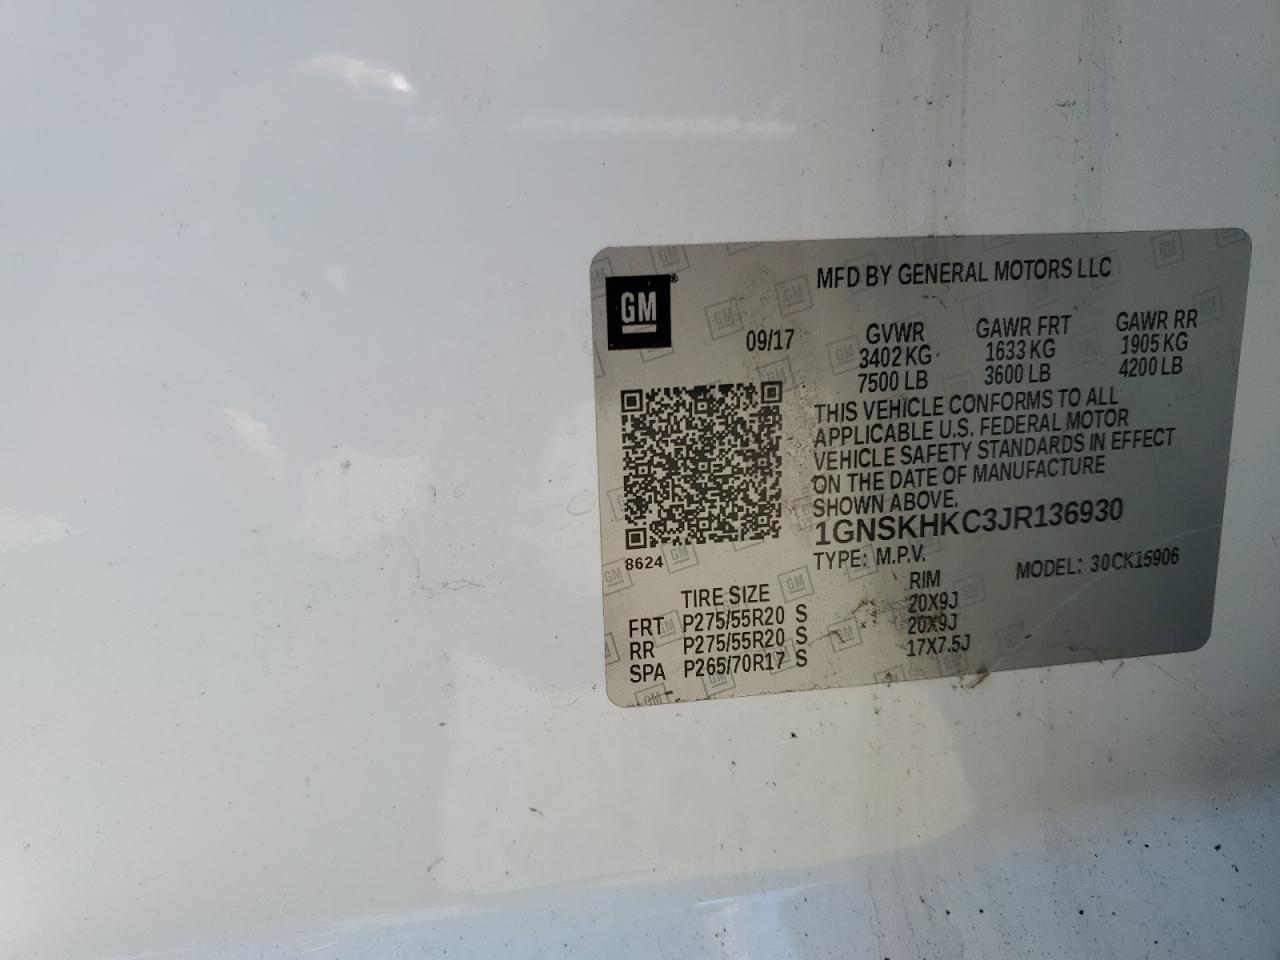 GM®
MFD BY GENERAL MOTORS LLC
09/17
GVWR GAWR FRT GAWR RR
3402 KG 1633 KG 1905 KG
7500 LB 3600 LB 4200 LB
THIS VEHICLE CONFORMS TO ALL
APPLICABLE U.S. FEDERAL MOTOR
VEHICLE SAFETY STANDARDS IN EFFECT
ON THE DATE OF MANUFACTURE
SHOWN ABOVE.
1GNSKHKC3JR136930
8624
TYPE: M.P.V. MODEL: 30CK15906
TIRE SIZE RIM
FRT P275/55R20 S 20X9J
RR P275/55R20 S 20X9J
SPA P265/70R17 S 17X7.5J